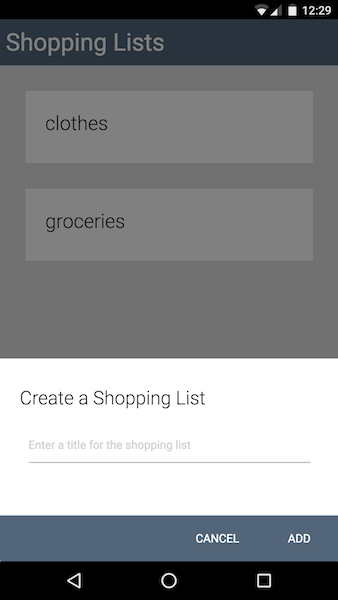 12:29
Shopping Lists
clothes
groceries
Create a Shopping List
Enter a title for the shopping list
CANCEL ADD